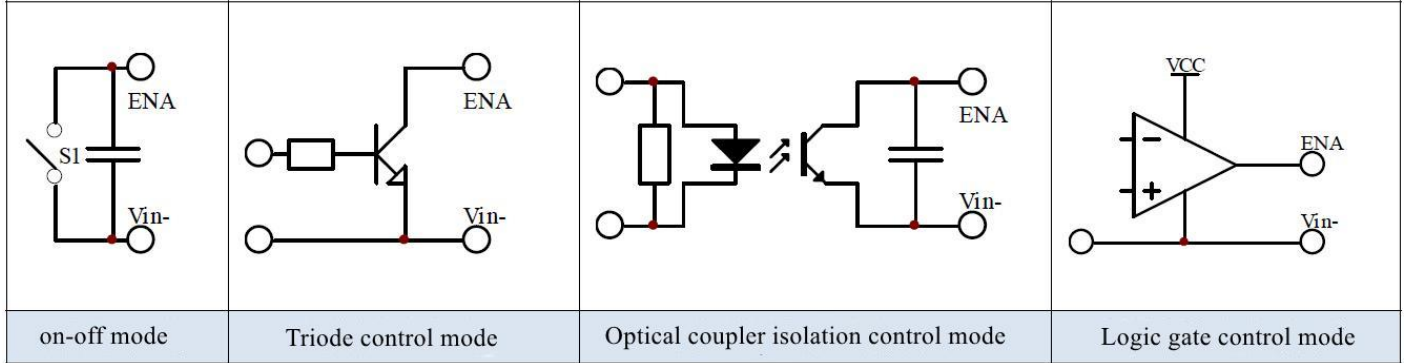 ENA
S1
Vin-
ENA
Vin-
ENA
Vin-
VCC
ENA
Vin-
on-off mode
Triode control mode
Optical coupler isolation control mode
Logic gate control mode